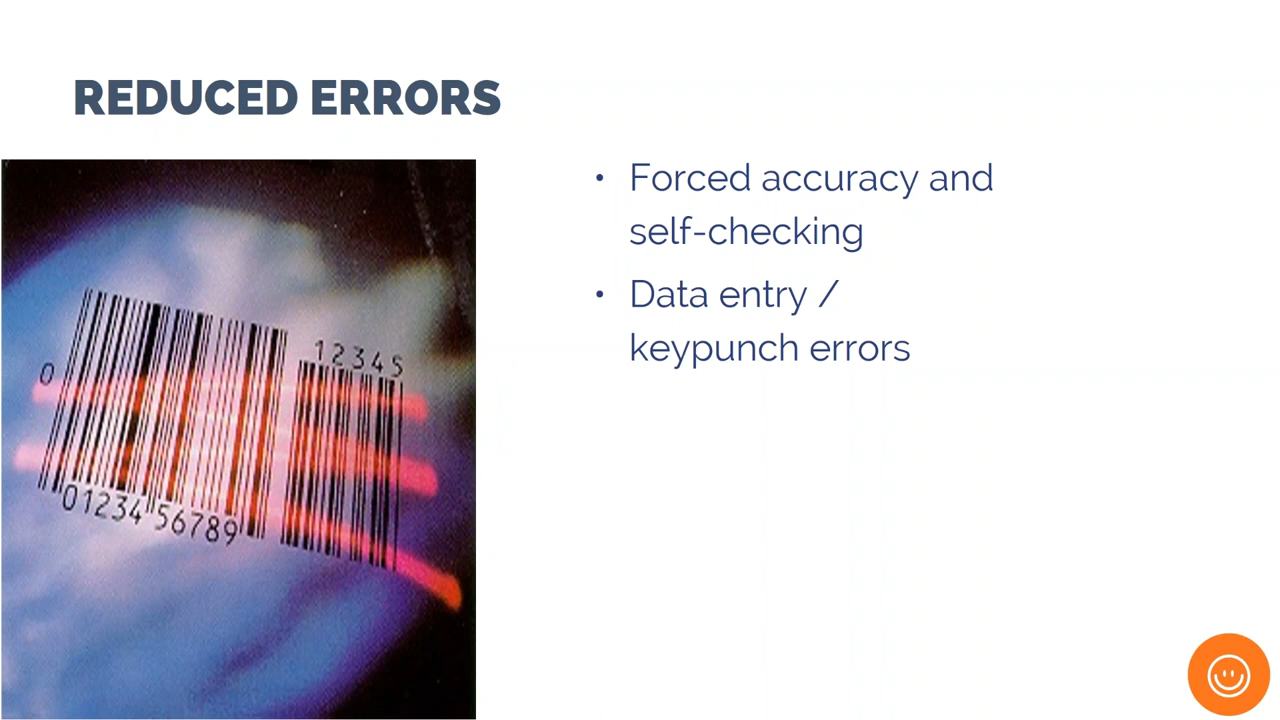 REDUCED ERRORS
• Forced accuracy and
self-checking
• Data entry /
keypunch errors
12345
0
01234 56789